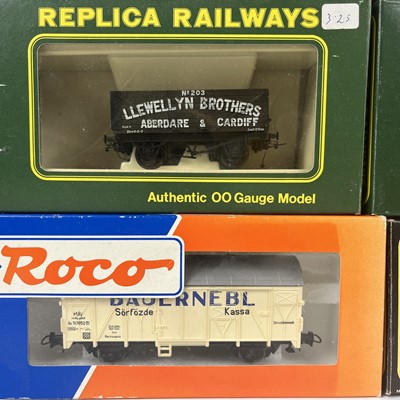 REPLICA RAILWAYS
3.25
Nº 203
LLEWELLYN BROTHERS
ABERDARE & CARDIFF
Authentic OO Gauge Model
Roco
BAUERNEBL
Sörfözde Kassa